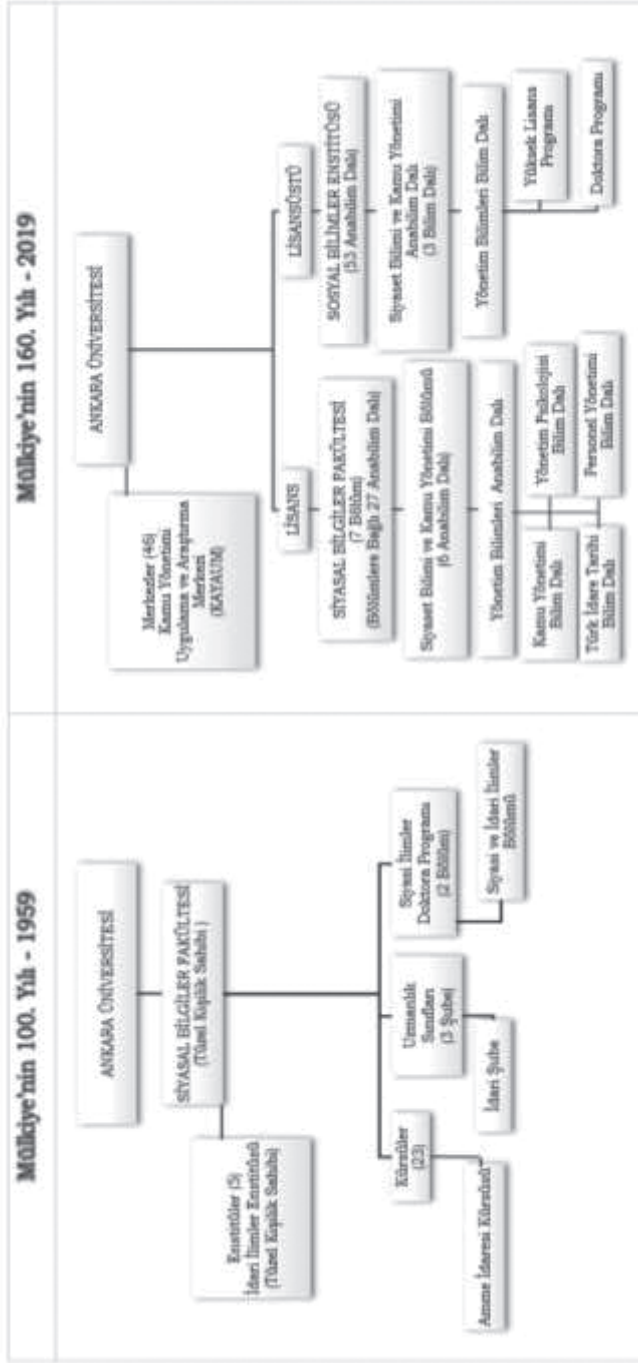 Mülkiye'nin 100. Yılı - 1959
ANKARA ÜNİVERSİTESİ
SİYASAL BİLGİLER FAKÜLTESİ
(Tüzel Kişilik Sahibi )
Enstitüler (5)
İdari İlimler Enstitüsü
(Tüzel Kişilik Sahibi)
Kürsüler
(23)
Amme İdaresi Kürsüsü
Uzmanlık
Sınıfları
(3 Şube)
İdari Şube
Siyasi İlimler
Doktora Programı
(2 Bölüm)
Siyasi ve İdari İlimler
Bölümü
Mülkiye'nin 160. Yılı - 2019
ANKARA ÜNİVERSİTESİ
Merkezler (46)
Kamu Yönetimi
Uygulama ve Araştırma
Merkezi
(KAYAUM)
LİSANS
SİYASAL BİLGİLER FAKÜLTESİ
(7 Bölüm)
(Bölümlere Bağlı 27 Anabilim Dalı)
Siyaset Bilimi ve Kamu Yönetimi Bölümü
(6 Anabilim Dalı)
Yönetim Bilimleri Anabilim Dalı
Kamu Yönetimi
Bilim Dalı
Yönetim Psikolojisi
Bilim Dalı
Türk İdare Tarihi
Bilim Dalı
Personel Yönetimi
Bilim Dalı
LİSANSÜSTÜ
SOSYAL BİLİMLER ENSTİTÜSÜ
(53 Anabilim Dalı)
Siyaset Bilimi ve Kamu Yönetimi
Anabilim Dalı
(3 Bilim Dalı)
Yönetim Bilimleri Bilim Dalı
Yüksek Lisans
Programı
Doktora Programı